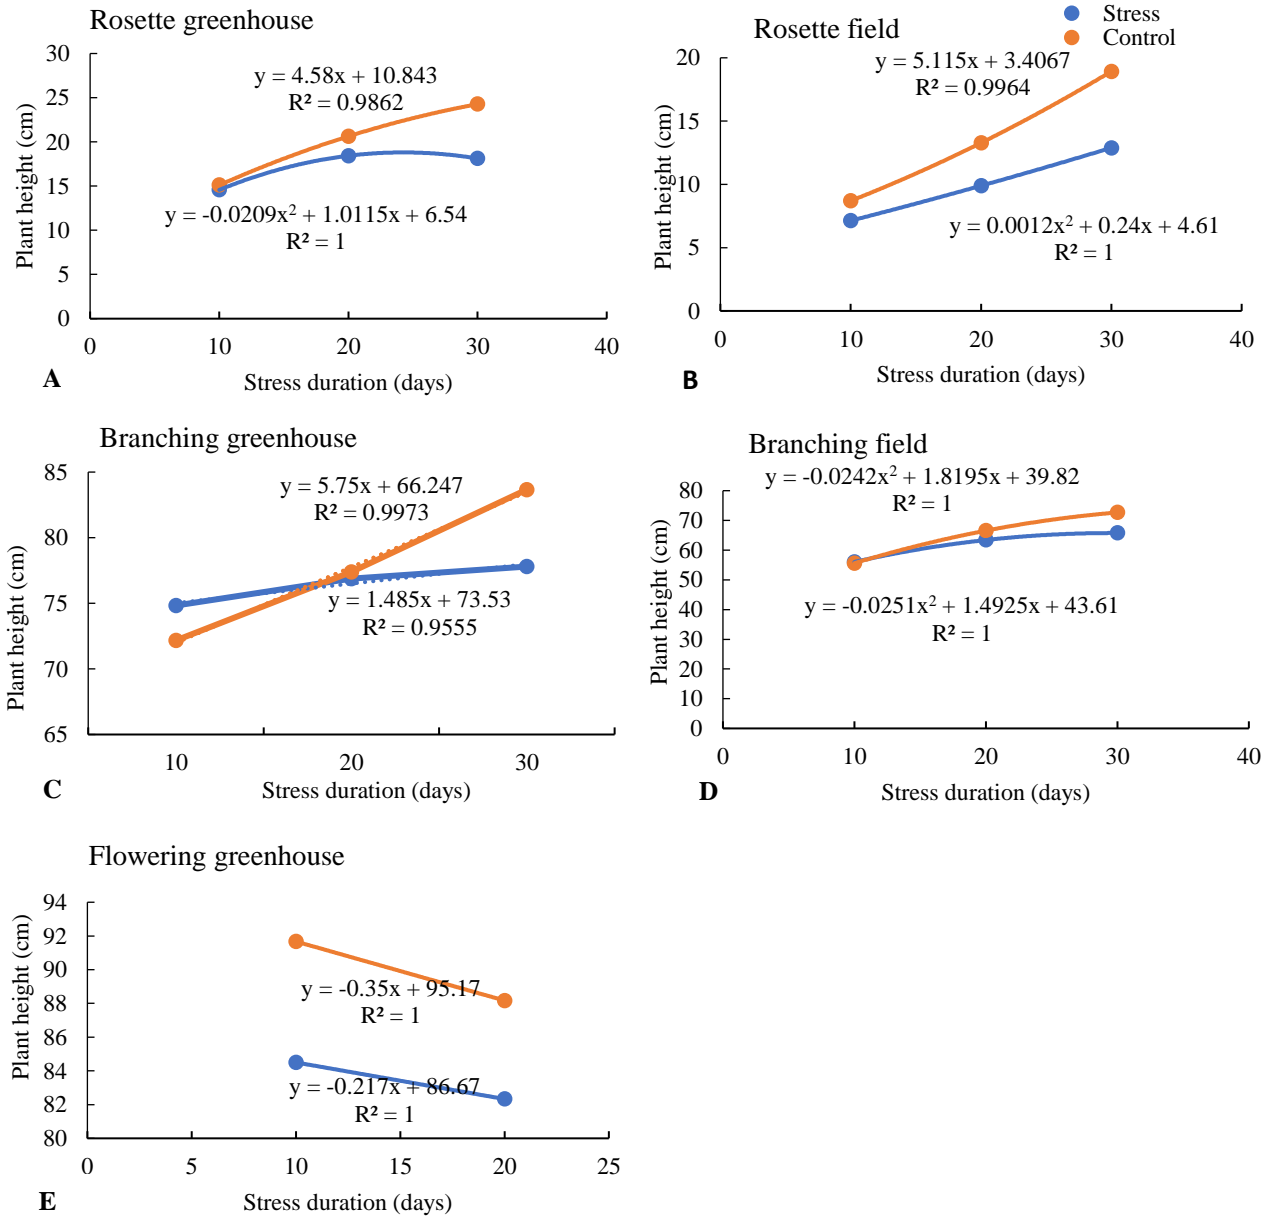 Rosette greenhouse
30
25
20
15
10
5
0
0
10
20
30
40
Plant height (cm)
y = 4.58x + 10.843
R² = 0.9862
y = -0.0209x² + 1.0115x + 6.54
R² = 1
Stress duration (days)
A
Rosette field
Stress
Control
20
15
10
5
0
0
10
20
30
40
Plant height (cm)
y = 5.115x + 3.4067
R² = 0.9964
y = 0.0012x² + 0.24x + 4.61
R² = 1
Stress duration (days)
B
Branching greenhouse
85
80
75
70
65
10
20
30
Plant height (cm)
y = 5.75x + 66.247
R² = 0.9973
y = 1.485x + 73.53
R² = 0.9555
Stress duration (days)
C
Branching field
y = -0.0242x² + 1.8195x + 39.82
R² = 1
80
70
60
50
40
30
20
10
0
0
10
20
30
40
Plant height (cm)
y = -0.0251x² + 1.4925x + 43.61
R² = 1
Stress duration (days)
D
Flowering greenhouse
94
92
90
88
86
84
82
80
0
5
10
15
20
25
Plant height (cm)
y = -0.35x + 95.17
R² = 1
y = -0.217x + 86.67
R² = 1
Stress duration (days)
E